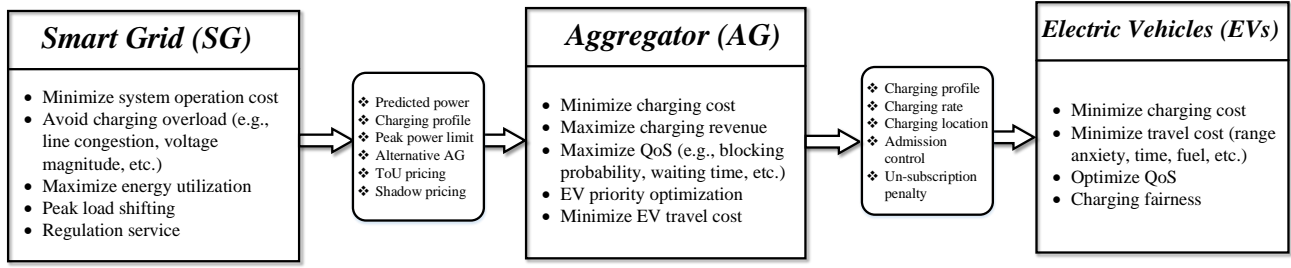 Smart Grid (SG)
• Minimize system operation cost
• Avoid charging overload (e.g.,
line congestion, voltage
magnitude, etc.)
• Maximize energy utilization
• Peak load shifting
• Regulation service
❖ Predicted power
❖ Charging profile
❖ Peak power limit
❖ Alternative AG
❖ ToU pricing
❖ Shadow pricing
Aggregator (AG)
• Minimize charging cost
• Maximize charging revenue
• Maximize QoS (e.g., blocking
probability, waiting time, etc.)
• EV priority optimization
• Minimize EV travel cost
❖ Charging profile
❖ Charging rate
❖ Charging location
❖ Admission
control
❖ Un-subscription
penalty
Electric Vehicles (EVs)
• Minimize charging cost
• Minimize travel cost (range
anxiety, time, fuel, etc.)
• Optimize QoS
• Charging fairness